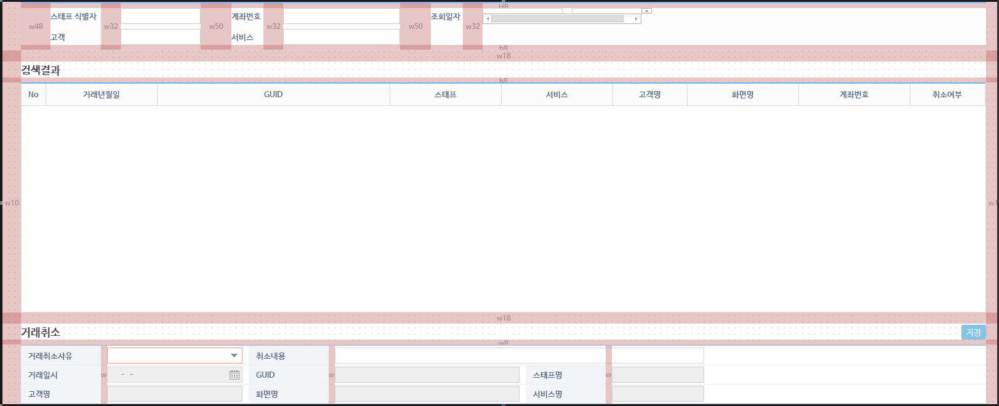 H8
스태프 식별자 계좌번호 조회일자
w48 w32 w50 w32 w50 w32
고객 서비스
h8
w18
검색결과
h8
No 거래년월일 GUID 스태프 서비스 고객명 화면명 계좌번호 취소여부
w10
w18
거래취소 저장
w8
거래취소사유 취소내용
거래일시 w - - GUID w 스태프명 w
고객명 화면명 서비스명